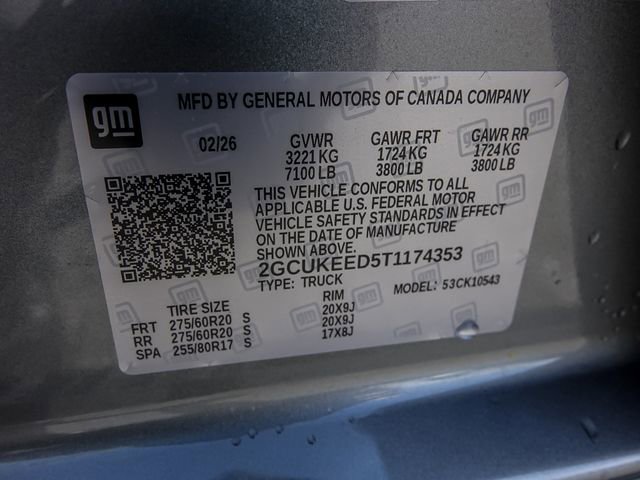 gm
MFD BY GENERAL MOTORS OF CANADA COMPANY
02/26 GVWR GAWR FRT GAWR RR
3221 KG 1724 KG 1724 KG
7100 LB 3800 LB 3800 LB
THIS VEHICLE CONFORMS TO ALL
APPLICABLE U.S. FEDERAL MOTOR
VEHICLE SAFETY STANDARDS IN EFFECT
ON THE DATE OF MANUFACTURE
SHOWN ABOVE.
2GCUKEED5T1174353
TYPE: TRUCK MODEL: 53CK10543
TIRE SIZE RIM
FRT 275/60R20 S 20X9J
RR 275/60R20 S 20X9J
SPA 255/80R17 S 17X8J